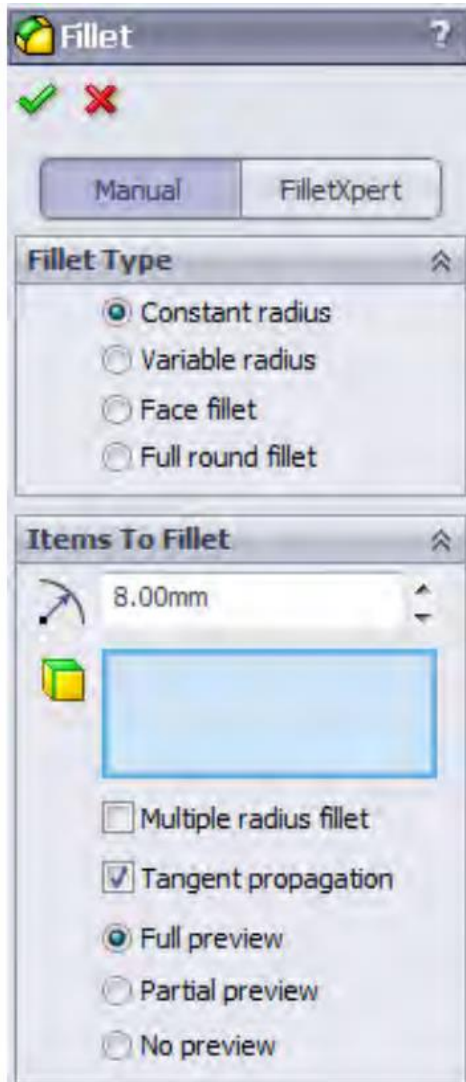 Fillet ?
Manual FilletXpert
Fillet Type
Constant radius
Variable radius
Face fillet
Full round fillet
Items To Fillet
8.00mm
Multiple radius fillet
Tangent propagation
Full preview
Partial preview
No preview